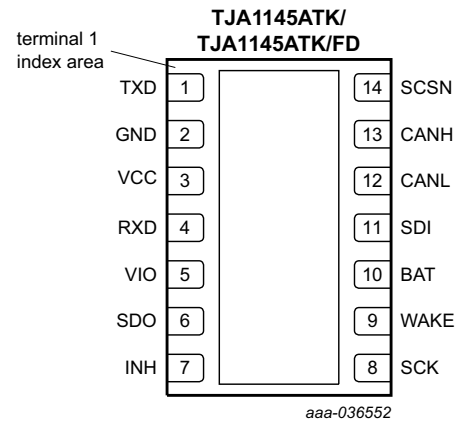 TJA1145ATK/
TJA1145ATK/FD
terminal 1
index area
TXD 1 14 SCSN
GND 2 13 CANH
VCC 3 12 CANL
RXD 4 11 SDI
VIO 5 10 BAT
SDO 6 9 WAKE
INH 7 8 SCK
aaa-036552